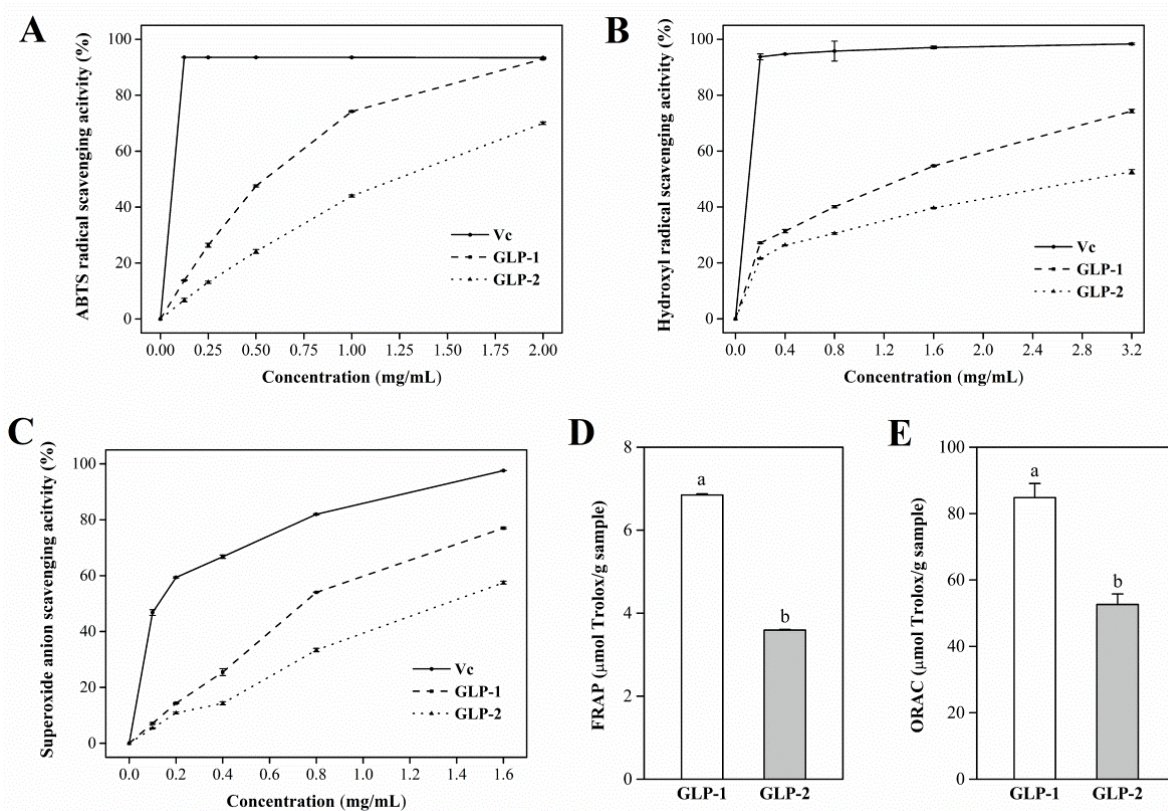 A
ABTS radical scavenging acitvity (%)
100
80
60
40
20
0
Vc
GLP-1
GLP-2
0.00
0.25
0.50
0.75
1.00
1.25
1.50
1.75
2.00
Concentration (mg/mL)
B
Hydroxyl radical scavenging acitvity (%)
100
80
60
40
20
0
Vc
GLP-1
GLP-2
0.0
0.4
0.8
1.2
1.6
2.0
2.4
2.8
3.2
Concentration (mg/mL)
C
Superoxide anion scavenging acitvity (%)
100
80
60
40
20
0
Vc
GLP-1
GLP-2
0.0
0.2
0.4
0.6
0.8
1.0
1.2
1.4
1.6
Concentration (mg/mL)
D
FRAP (μmol Trolox/g sample)
8
6
4
2
0
a
b
GLP-1
GLP-2
E
ORAC (μmol Trolox/g sample)
100
80
60
40
20
0
a
b
GLP-1
GLP-2